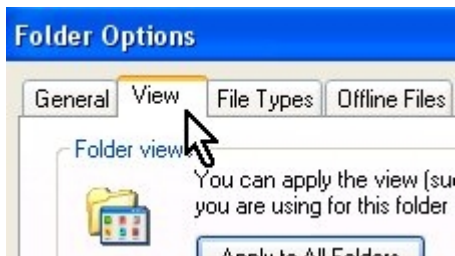 Folder Options
General View File Types Offline Files
Folder view
You can apply the view (su
you are using for this folder
Apply to All Folders